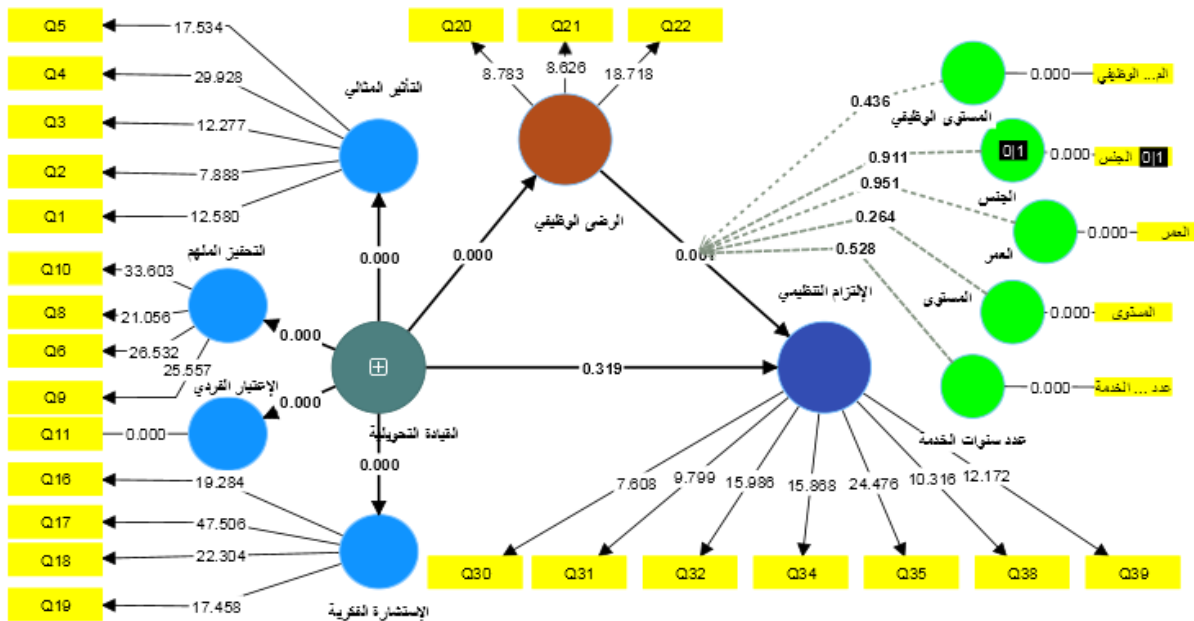 Q5
17.534
Q4
29.928
Q3
12.277
Q2
7.888
Q1
12.580
التأثير المثالي
Q20
Q21
Q22
8.783
8.626
18.718
الرضى الوظيفي
0.436
0.000
الم... الوظيفي
المستوى الوظيفي
0|1
0.911
0.000
الجنس 0|1
الجنس
0.951
0.000
العمر
العمر
0.264
0.000
المستوى
المستوى
0.528
0.000
عدد ... الخدمة
عدد سنوات الخدمة
0.000
0.000
0.001
التحفيز الملهم
Q10
33.603
Q8
21.056
Q6
26.532
Q9
25.557
0.000
الإعتبار الفردي
Q11
0.000
0.000
القيادة التحويلية
0.319
الإلتزام التنظيمي
0.000
Q16
19.284
Q17
47.506
Q18
22.304
Q19
17.458
الإستشارة الفكرية
7.608
9.799
15.986
15.868
24.476
10.316
12.172
Q30
Q31
Q32
Q34
Q35
Q38
Q39